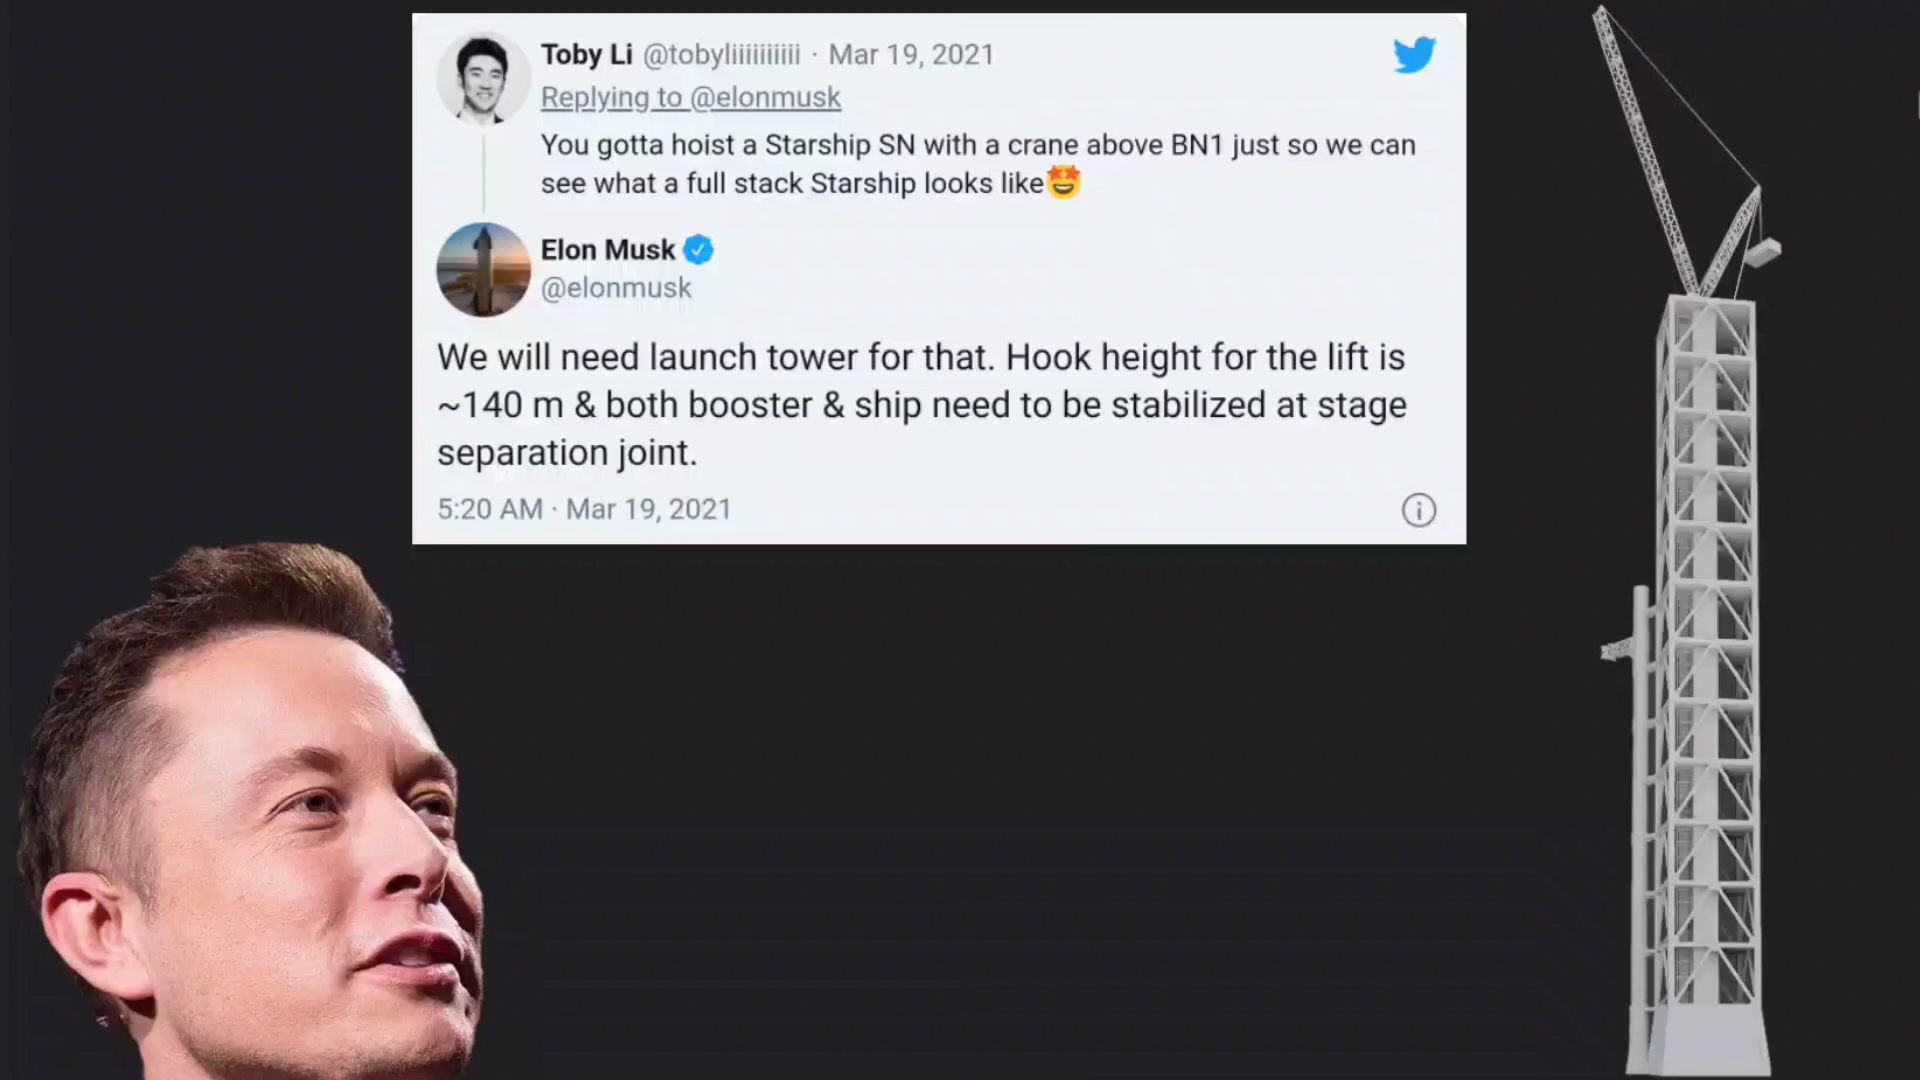 Toby Li @tobyliiiiiiiiii · Mar 19, 2021
Replying to @elonmusk
You gotta hoist a Starship SN with a crane above BN1 just so we can
see what a full stack Starship looks like🤩
Elon Musk
@elonmusk
We will need launch tower for that. Hook height for the lift is
~140 m & both booster & ship need to be stabilized at stage
separation joint.
5:20 AM · Mar 19, 2021